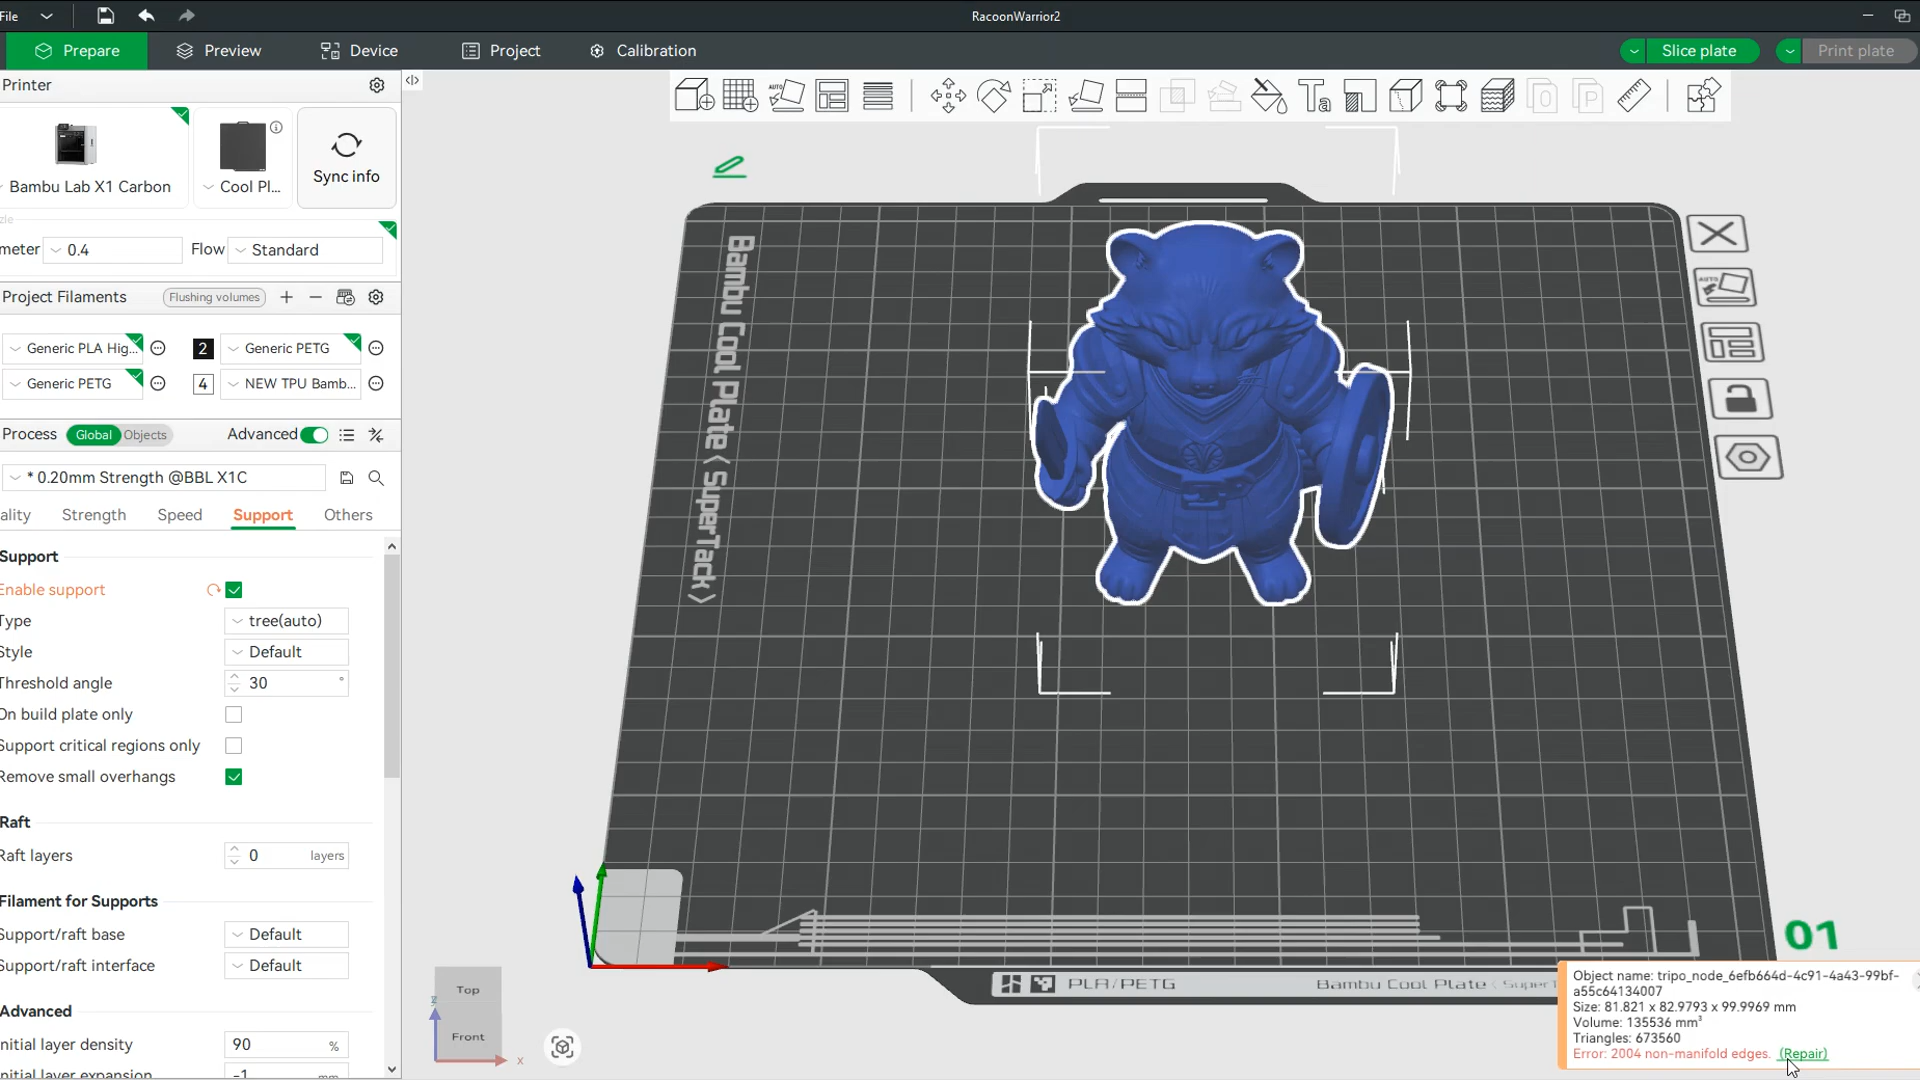 File
RacoonWarrior2
Prepare
Preview
Device
Project
Calibration
Slice plate
Print plate
Printer
Bambu Lab X1 Carbon
Cool Pl...
Sync info
zle
meter
0.4
Flow
Standard
Project Filaments
Flushing volumes
Generic PLA Hig...
2
Generic PETG
Generic PETG
4
NEW TPU Bamb...
Process
Global
Objects
Advanced
* 0.20mm Strength @BBL X1C
ality
Strength
Speed
Support
Others
Support
Enable support
Type
tree(auto)
Style
Default
Threshold angle
30
°
On build plate only
Support critical regions only
Remove small overhangs
Raft
Raft layers
0
layers
Filament for Supports
Support/raft base
Default
Support/raft interface
Default
Advanced
nitial layer density
90
%
nitial layer expansion
-1
mm
AUTO
Ta
O
P
Bambu Cool Plate <SuperTack>
AUTO
01
PLA/PETG
Bambu Cool Plate <SuperT
Top
Front
z
x
Object name: tripo_node_6efb664d-4c91-4a43-99bf-
a55c64134007
Size: 81.821 x 82.9793 x 99.9969 mm
Volume: 135536 mm³
Triangles: 673560
Error: 2004 non-manifold edges. (Repair)